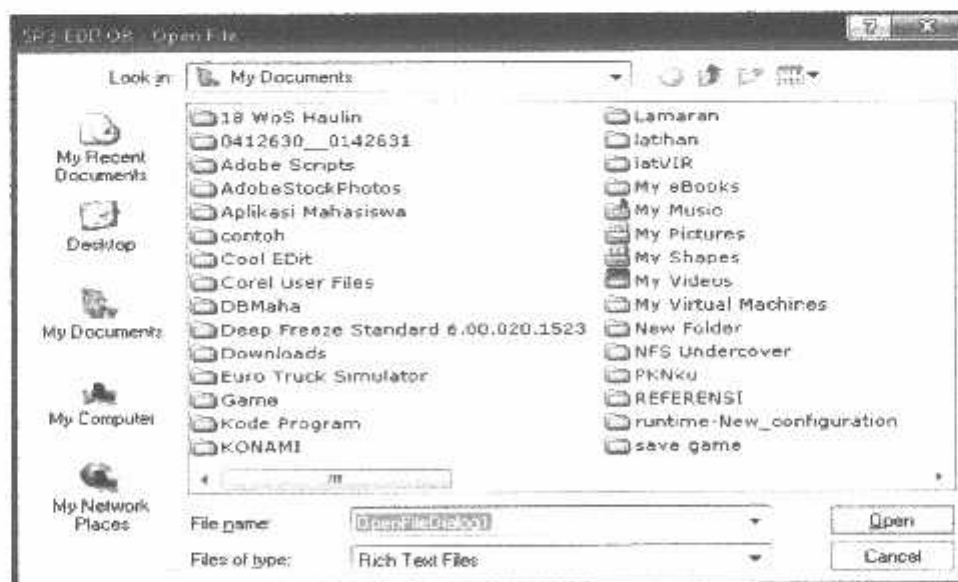 SP3 EDITOR - Open File
Look in:
My Documents
My Recent
Documents
Desktop
My Documents
My Computer
My Network
Places
18 WoS Haulin
0412630__0142631
Adobe Scripts
AdobeStockPhotos
Aplikasi Mahasiswa
contoh
Cool EDit
Corel User Files
DBMaha
Deep Freeze Standard 6.00.020.1523
Downloads
Euro Truck Simulator
Game
Kode Program
KONAMI
Lamaran
latihan
latVIR
My eBooks
My Music
My Pictures
My Shapes
My Videos
My Virtual Machines
New Folder
NFS Undercover
PKNku
REFERENSI
runtime-New_configuration
save game
File name:
OpenFileDialog1
Open
Files of type:
Rich Text Files
Cancel